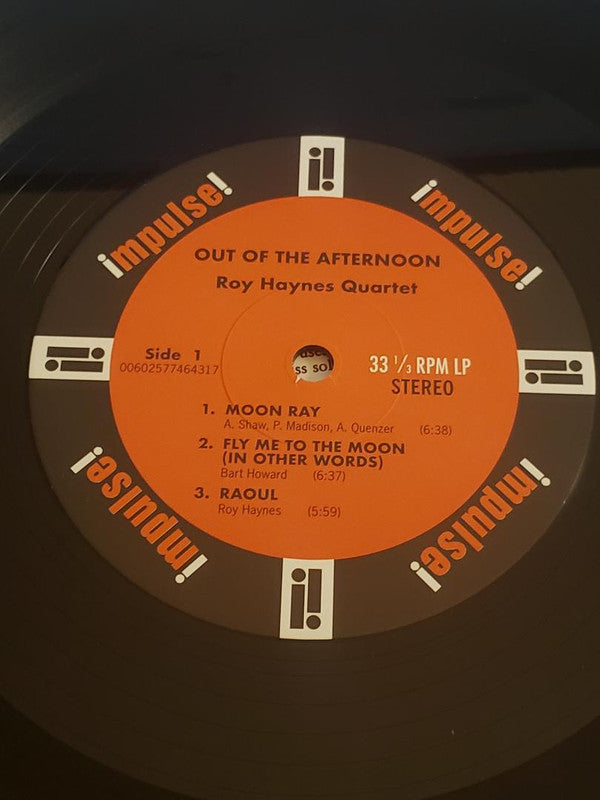 impulse!
impulse!
OUT OF THE AFTERNOON
Roy Haynes Quartet
Side 1
00602577464317
33 1/3 RPM LP
STEREO
1. MOON RAY
A. Shaw, P. Madison, A. Quenzer (6:38)
2. FLY ME TO THE MOON
(IN OTHER WORDS)
Bart Howard (6:37)
3. RAOUL
Roy Haynes (5:59)
impulse!
impulse!